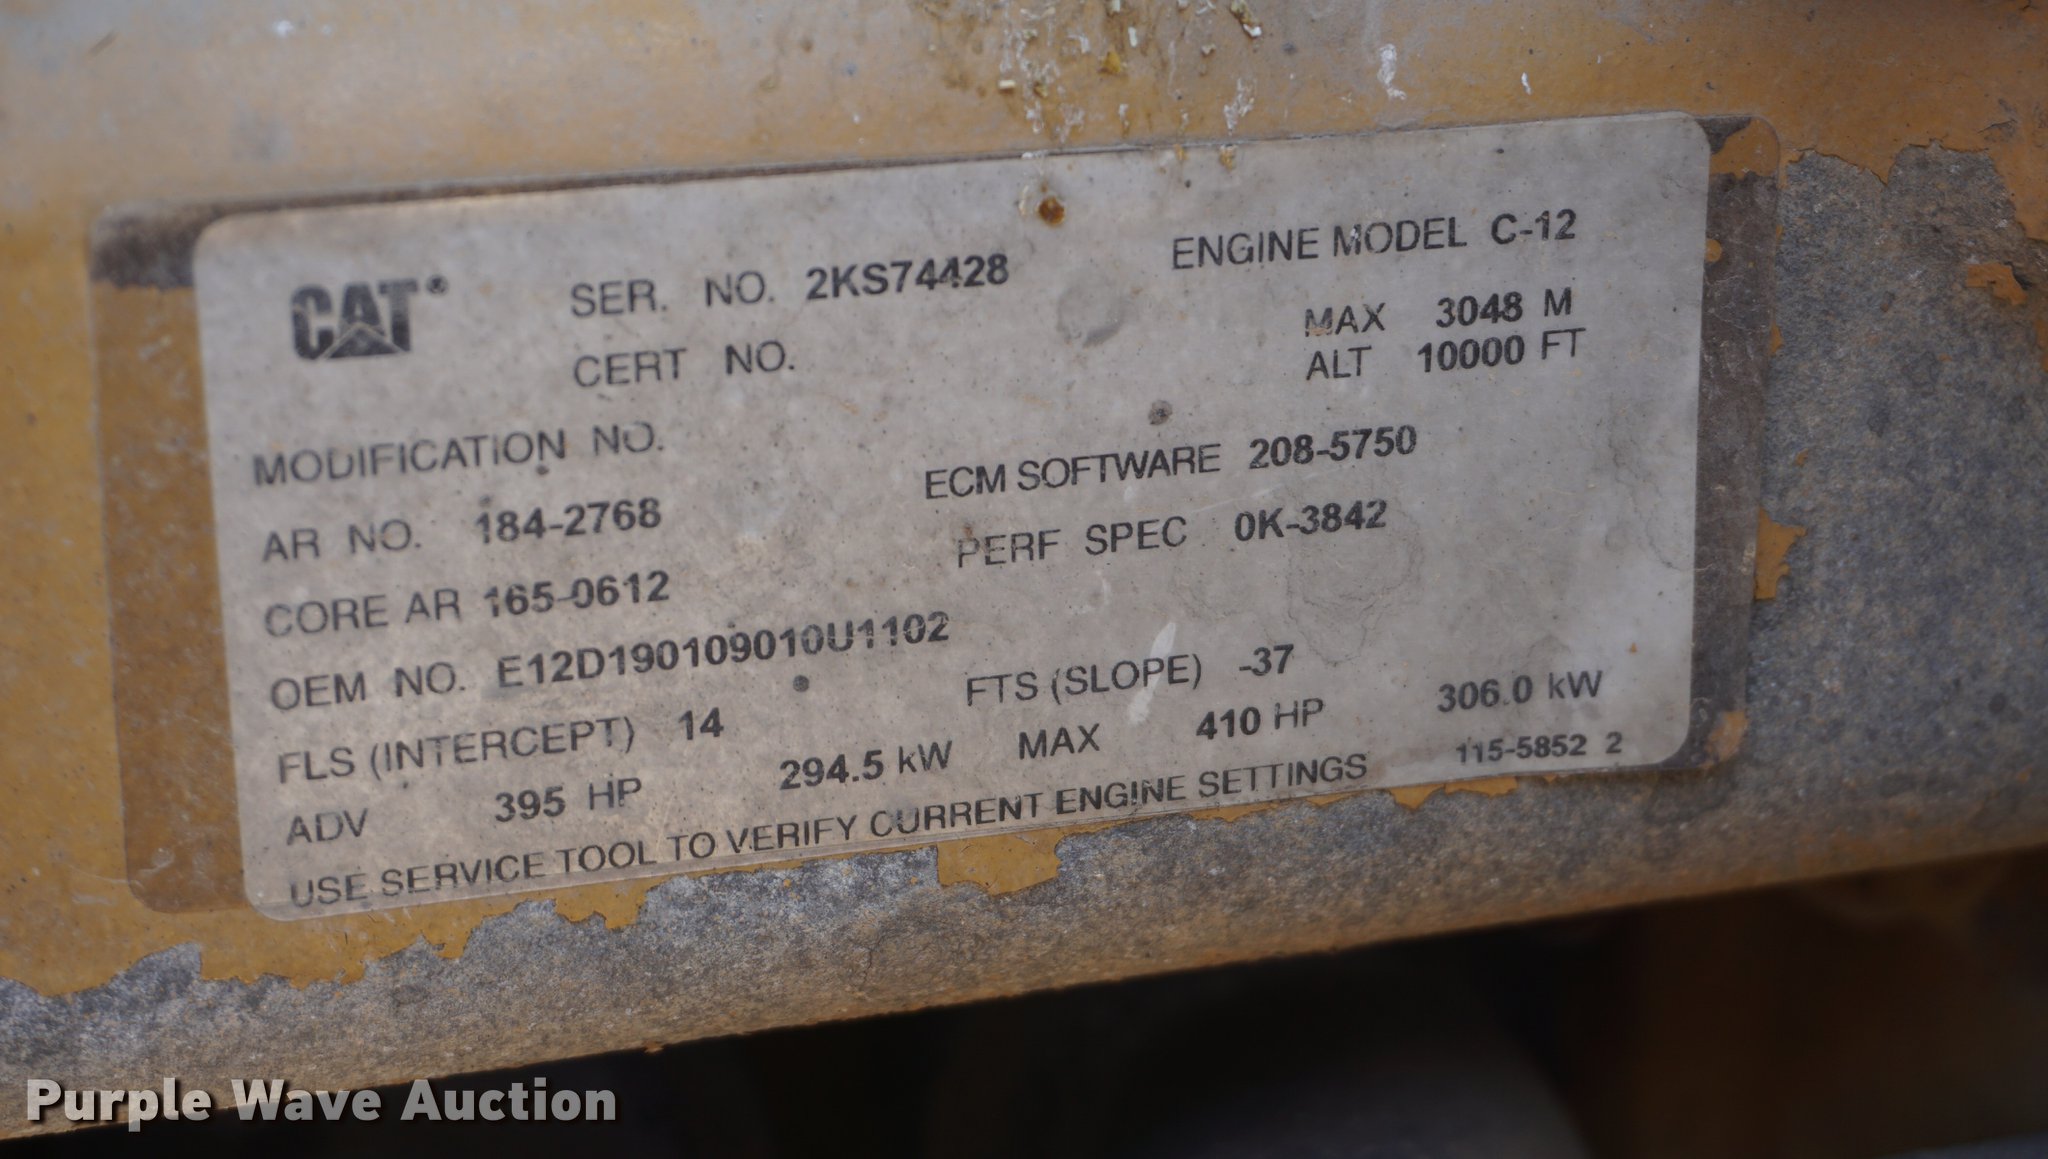 CAT® SER. NO. 2KS74428 ENGINE MODEL C-12
CERT NO. MAX 3048 M
ALT 10000 FT
MODIFICATION NO. ECM SOFTWARE 208-5750
AR NO. 184-2768 PERF SPEC 0K-3842
CORE AR 165-0612
OEM NO. E12D190109010U1102
FLS (INTERCEPT) 14 FTS (SLOPE) -37
ADV 395 HP 294.5 kW MAX 410 HP 306.0 kW
USE SERVICE TOOL TO VERIFY CURRENT ENGINE SETTINGS 115-5852 2
Purple Wave Auction